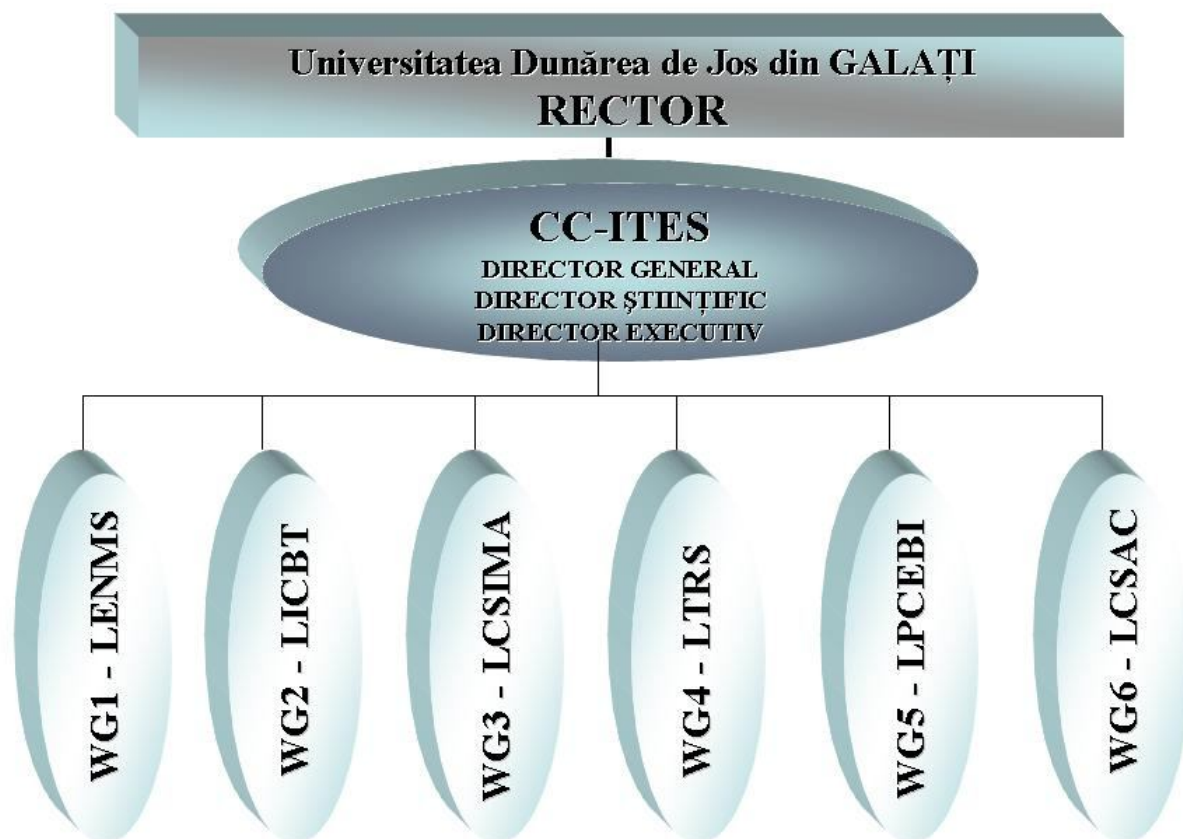 Universitatea Dunărea de Jos din GALAȚI
RECTOR
CC-ITES
DIRECTOR GENERAL
DIRECTOR ŞTIINȚIFIC
DIRECTOR EXECUTIV
WG1 - LENMS
WG2 - LICBT
WG3 - LCSIMA
WG4 - LTRS
WG5 - LPCEBI
WG6 - LCSAC